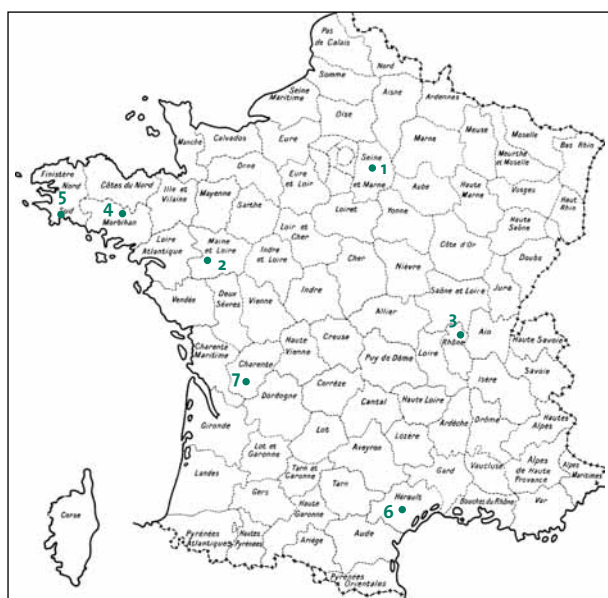 Pas
de Calais
Nord
Somme
Seine
Maritime
Aisne
Ardennes
Oise
Manche
Calvados
Eure
Marne
Meuse
Moselle
Meurthe et
Moselle
Bas Rhin
Seine
et Marne
1
Orne
Eure
et Loir
Aube
Haute
Marne
Vosges
Haut
Rhin
Finistère
Nord
Sud
5
Côtes du Nord
4
Morbihan
Ille et
Vilaine
Mayenne
Sarthe
Loiret
Yonne
Haute
Saône
Loire
Atlantique
Maine
et Loire
2
Indre
et Loire
Loir et
Cher
Cher
Nièvre
Côte d'Or
Doubs
Jura
Vendée
Deux
Sèvres
Vienne
Indre
Allier
Saône et Loire
3
Rhône
Ain
Haute Savoie
Charente
Maritime
Charente
7
Haute
Vienne
Creuse
Puy de Dôme
Loire
Isère
Savoie
Dordogne
Corrèze
Cantal
Haute Loire
Ardèche
Drôme
Hautes
Alpes
Gironde
Lot et
Garonne
Lot
Aveyron
Lozère
Gard
Vaucluse
Alpes
de Haute
Provence
Alpes
Maritimes
Landes
Gers
Tarn et
Garonne
Tarn
Hérault
6
Bouches du Rhône
Var
Corse
Pyrénées
Atlantiques
Hautes
Pyrénées
Haute
Garonne
Ariège
Aude
Pyrénées
Orientales